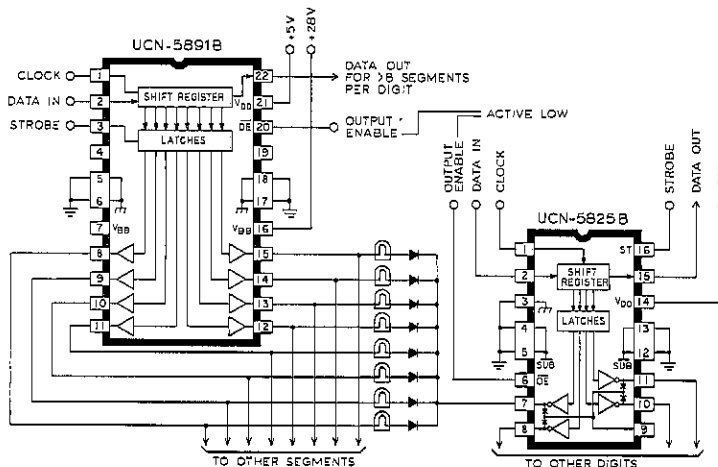 UCN-5891B
+5V
+28V
CLOCK
DATA IN
STROBE
1
2
3
4
5
6
7
8
9
10
11
SHIFT REGISTER
LATCHES
VDD
OE
VBB
VBB
22
21
20
19
18
17
16
15
14
13
12
DATA OUT
FOR >8 SEGMENTS
PER DIGIT
OUTPUT
ENABLE
ACTIVE LOW
OUTPUT
ENABLE
DATA IN
CLOCK
STROBE
DATA OUT
UCN-5825B
1
2
3
4
5
6
7
8
ST
SHIFT
REGISTER
LATCHES
VDD
SUB
SUB
OE
16
15
14
13
12
11
10
9
TO OTHER SEGMENTS
TO OTHER DIGITS